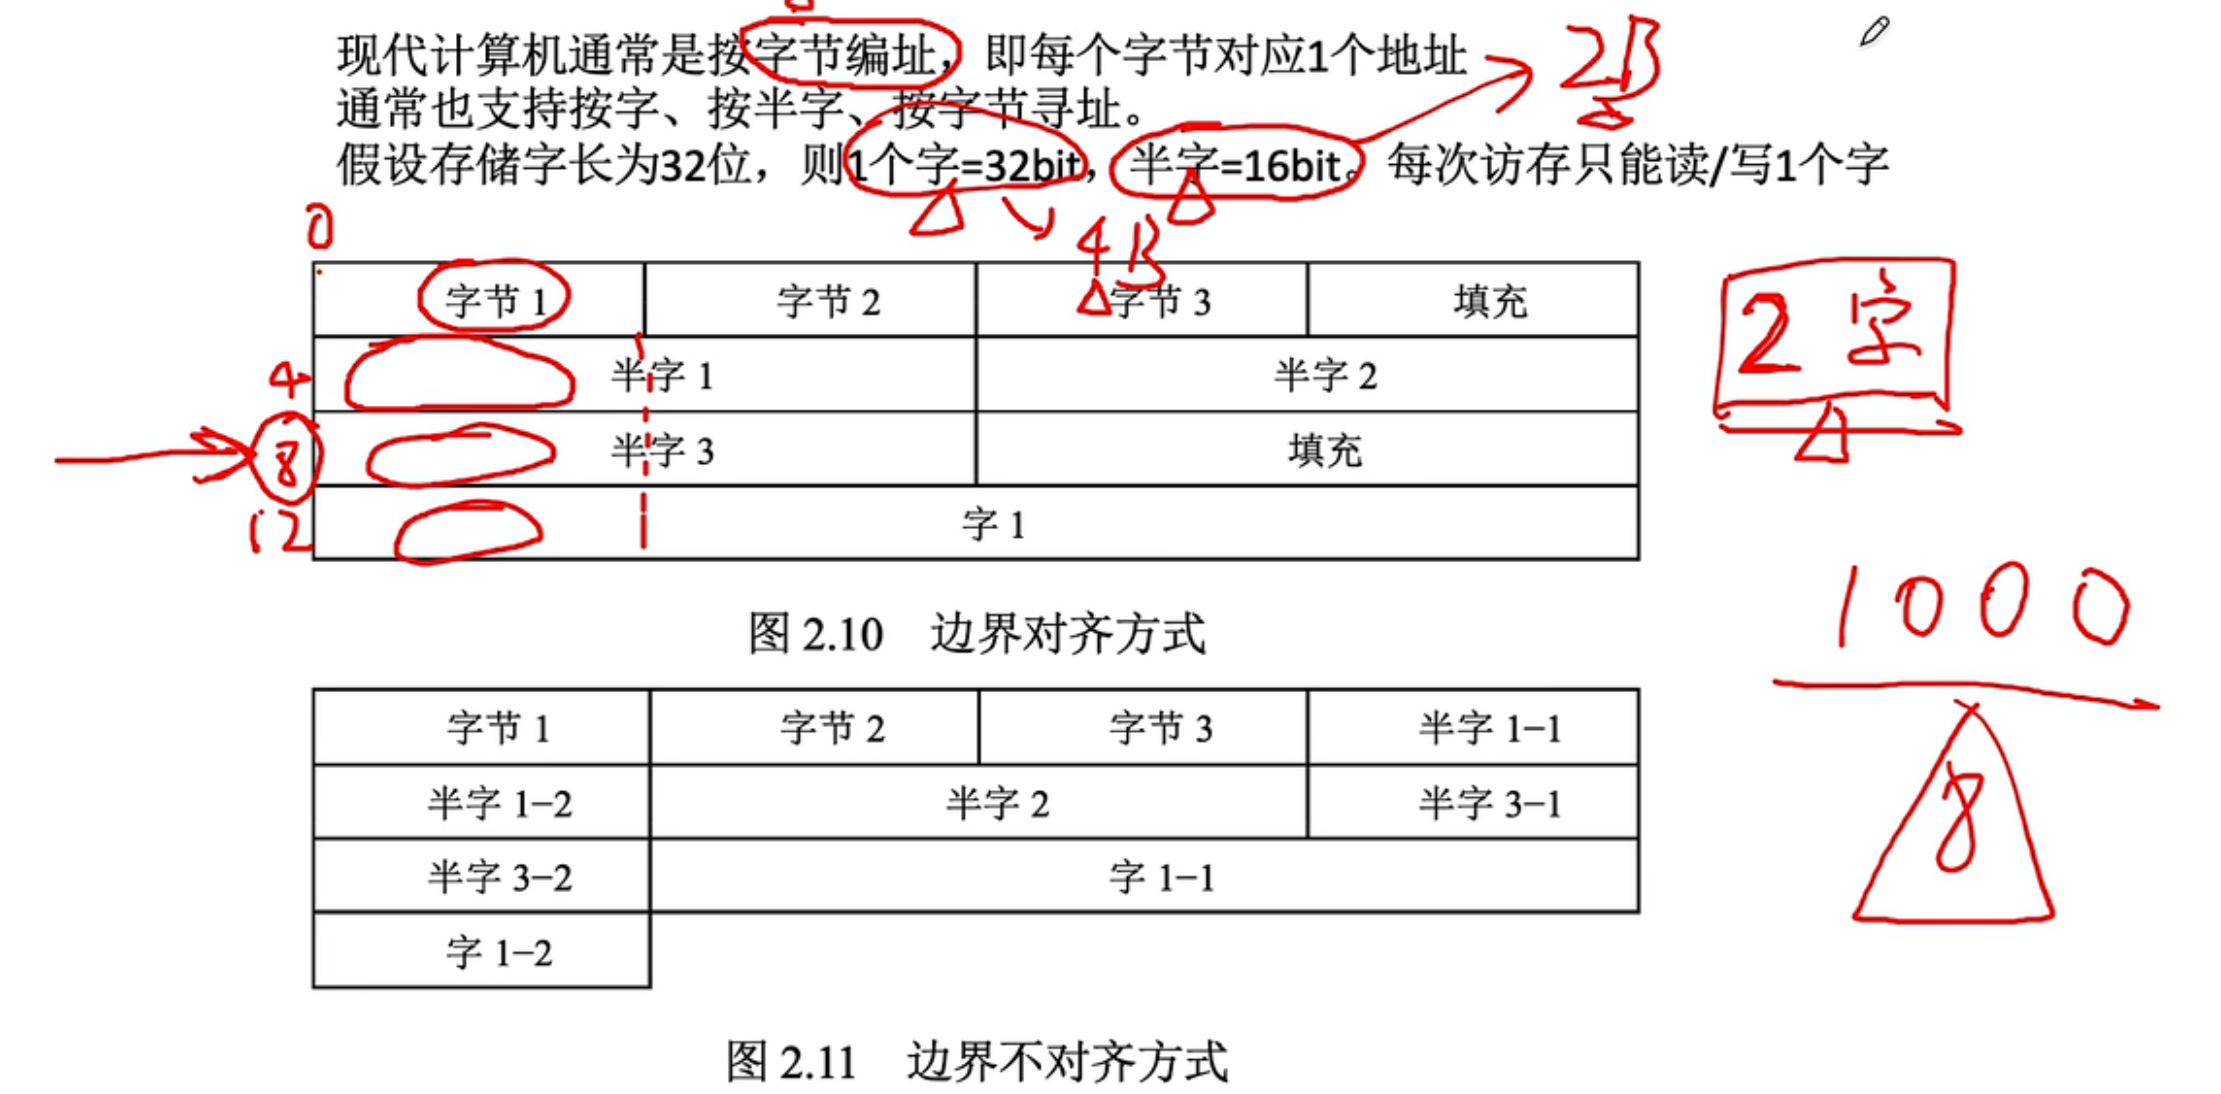 现代计算机通常是按字节编址，即每个字节对应1个地址 2B
通常也支持按字、按半字、按字节寻址。
假设存储字长为32位，则1个字=32bit，半字=16bit。每次访存只能读/写1个字
0 4B
字节 1 字节 2 字节 3 填充
2字
4 半字 1 半字 2
8 半字 3 填充
12 字 1
1000
图 2.10 边界对齐方式
字节 1 字节 2 字节 3 半字 1−1
半字 1−2 半字 2 半字 3−1
8
半字 3−2 字 1−1
字 1−2
图 2.11 边界不对齐方式